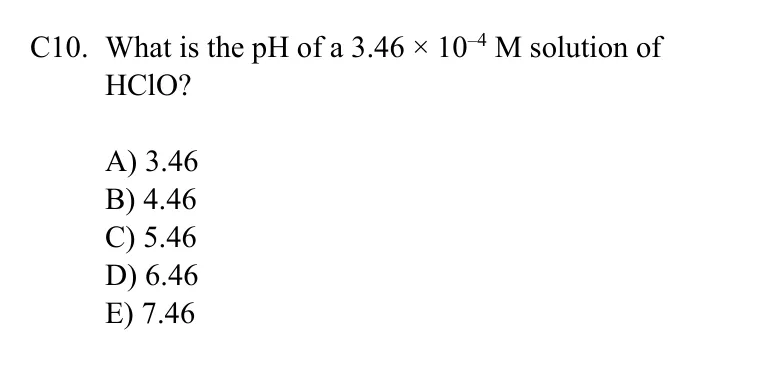 C10. What is the pH of a 3.46 × 10⁻⁴ M solution of
HClO?
A) 3.46
B) 4.46
C) 5.46
D) 6.46
E) 7.46